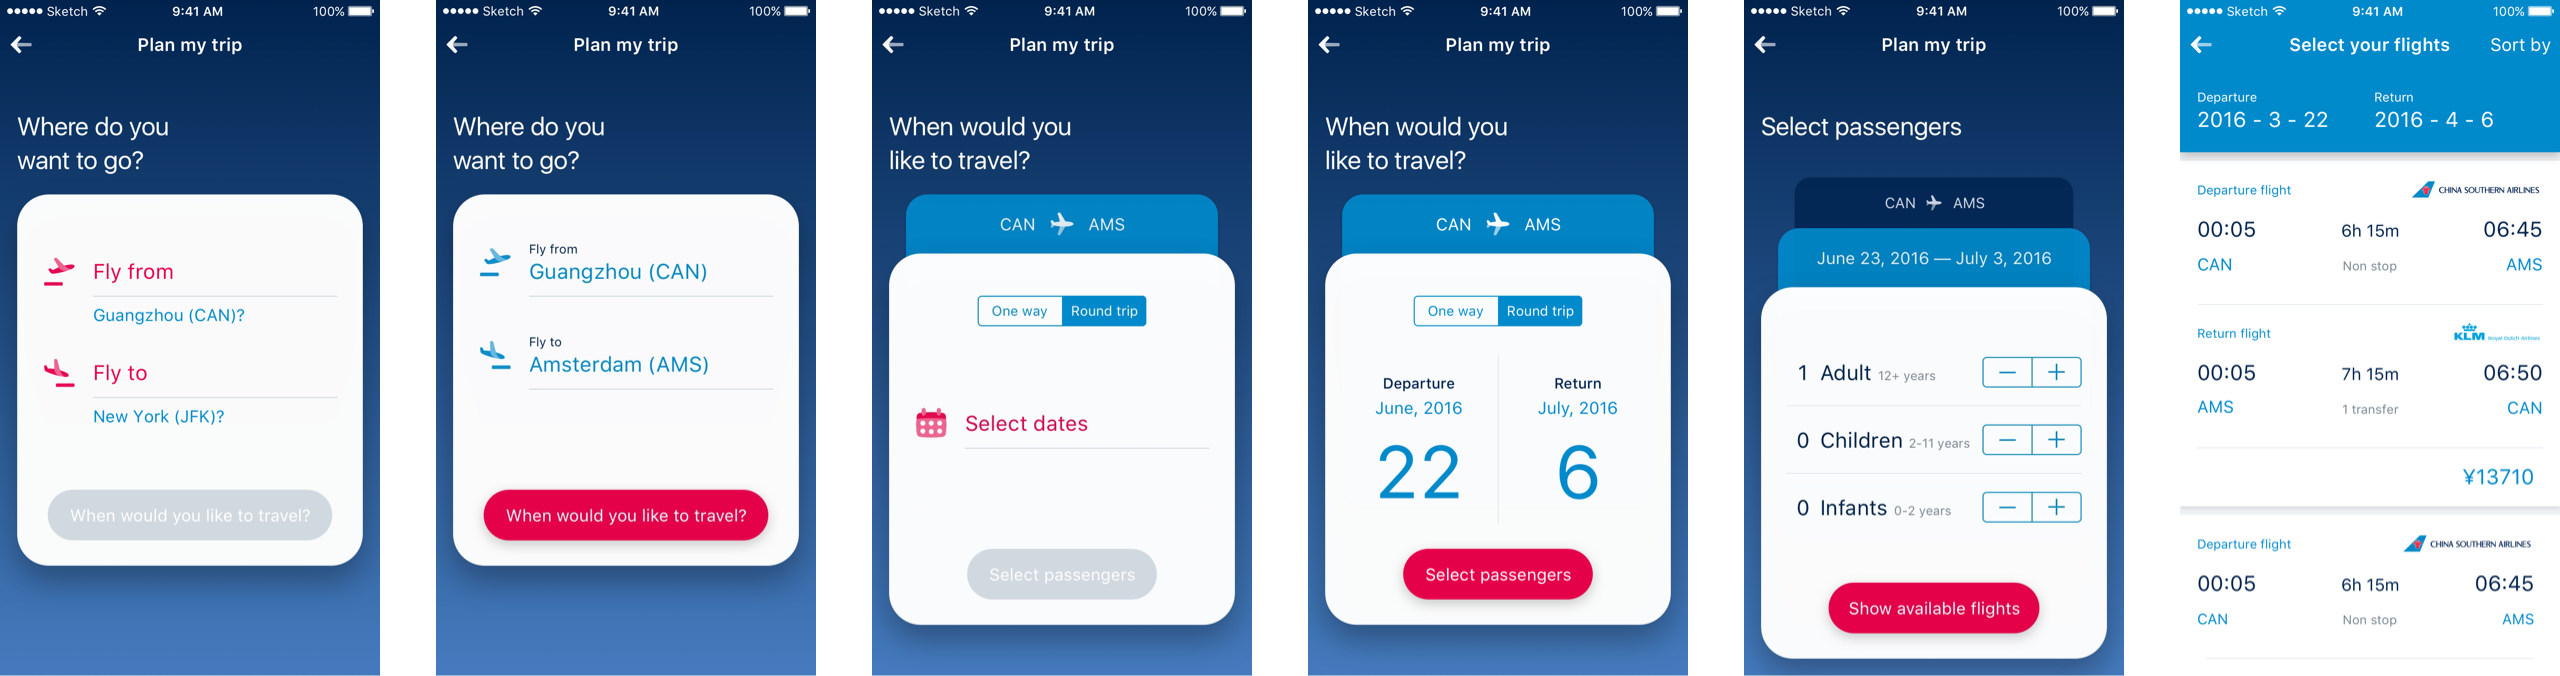 Sketch 9:41 AM 100%
Plan my trip
Where do you
want to go?
Fly from
Guangzhou (CAN)?
Fly to
New York (JFK)?
When would you like to travel?
Sketch 9:41 AM 100%
Plan my trip
Where do you
want to go?
Fly from
Guangzhou (CAN)
Fly to
Amsterdam (AMS)
When would you like to travel?
Sketch 9:41 AM 100%
Plan my trip
When would you
like to travel?
CAN AMS
One way Round trip
Select dates
Select passengers
Sketch 9:41 AM 100%
Plan my trip
When would you
like to travel?
CAN AMS
One way Round trip
Departure Return
June, 2016 July, 2016
22 6
Select passengers
Sketch 9:41 AM 100%
Plan my trip
Select passengers
CAN AMS
June 23, 2016 — July 3, 2016
1 Adult 12+ years − +
0 Children 2-11 years − +
0 Infants 0-2 years − +
Show available flights
Sketch 9:41 AM 100%
Select your flights Sort by
Departure Return
2016 - 3 - 22 2016 - 4 - 6
Departure flight CHINA SOUTHERN AIRLINES
00:05 6h 15m 06:45
CAN Non stop AMS
Return flight KLM Royal Dutch Airlines
00:05 7h 15m 06:50
AMS 1 transfer CAN
¥13710
Departure flight CHINA SOUTHERN AIRLINES
00:05 6h 15m 06:45
CAN Non stop AMS